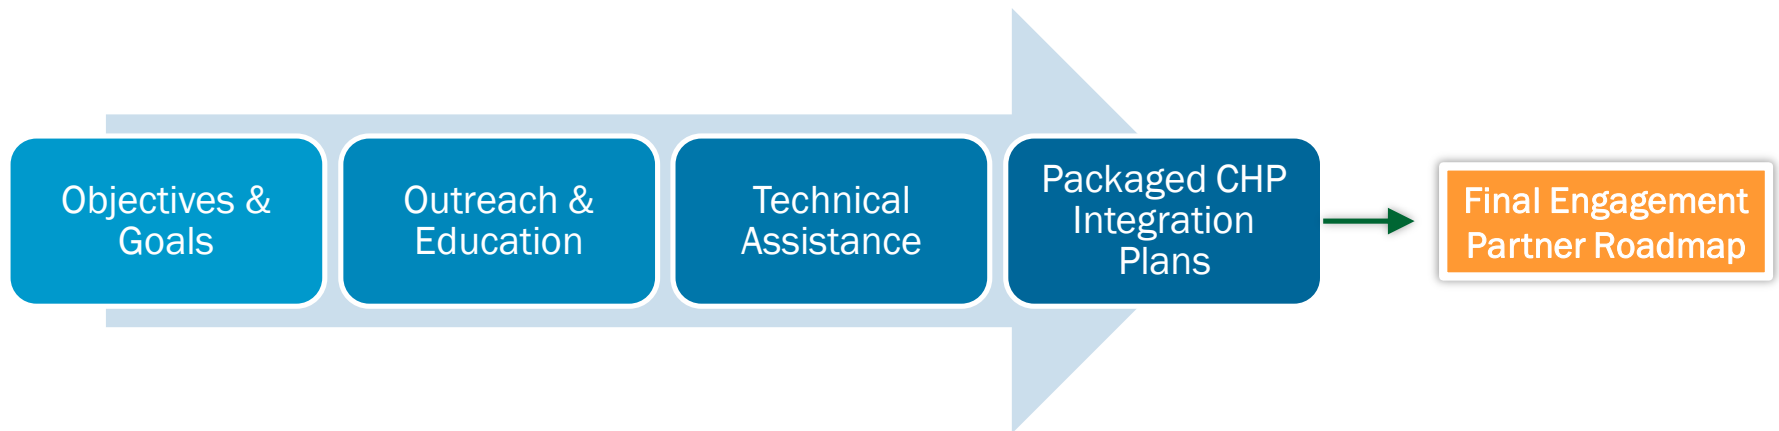 Objectives &
Goals
Outreach &
Education
Technical
Assistance
Packaged CHP
Integration
Plans
Final Engagement
Partner Roadmap